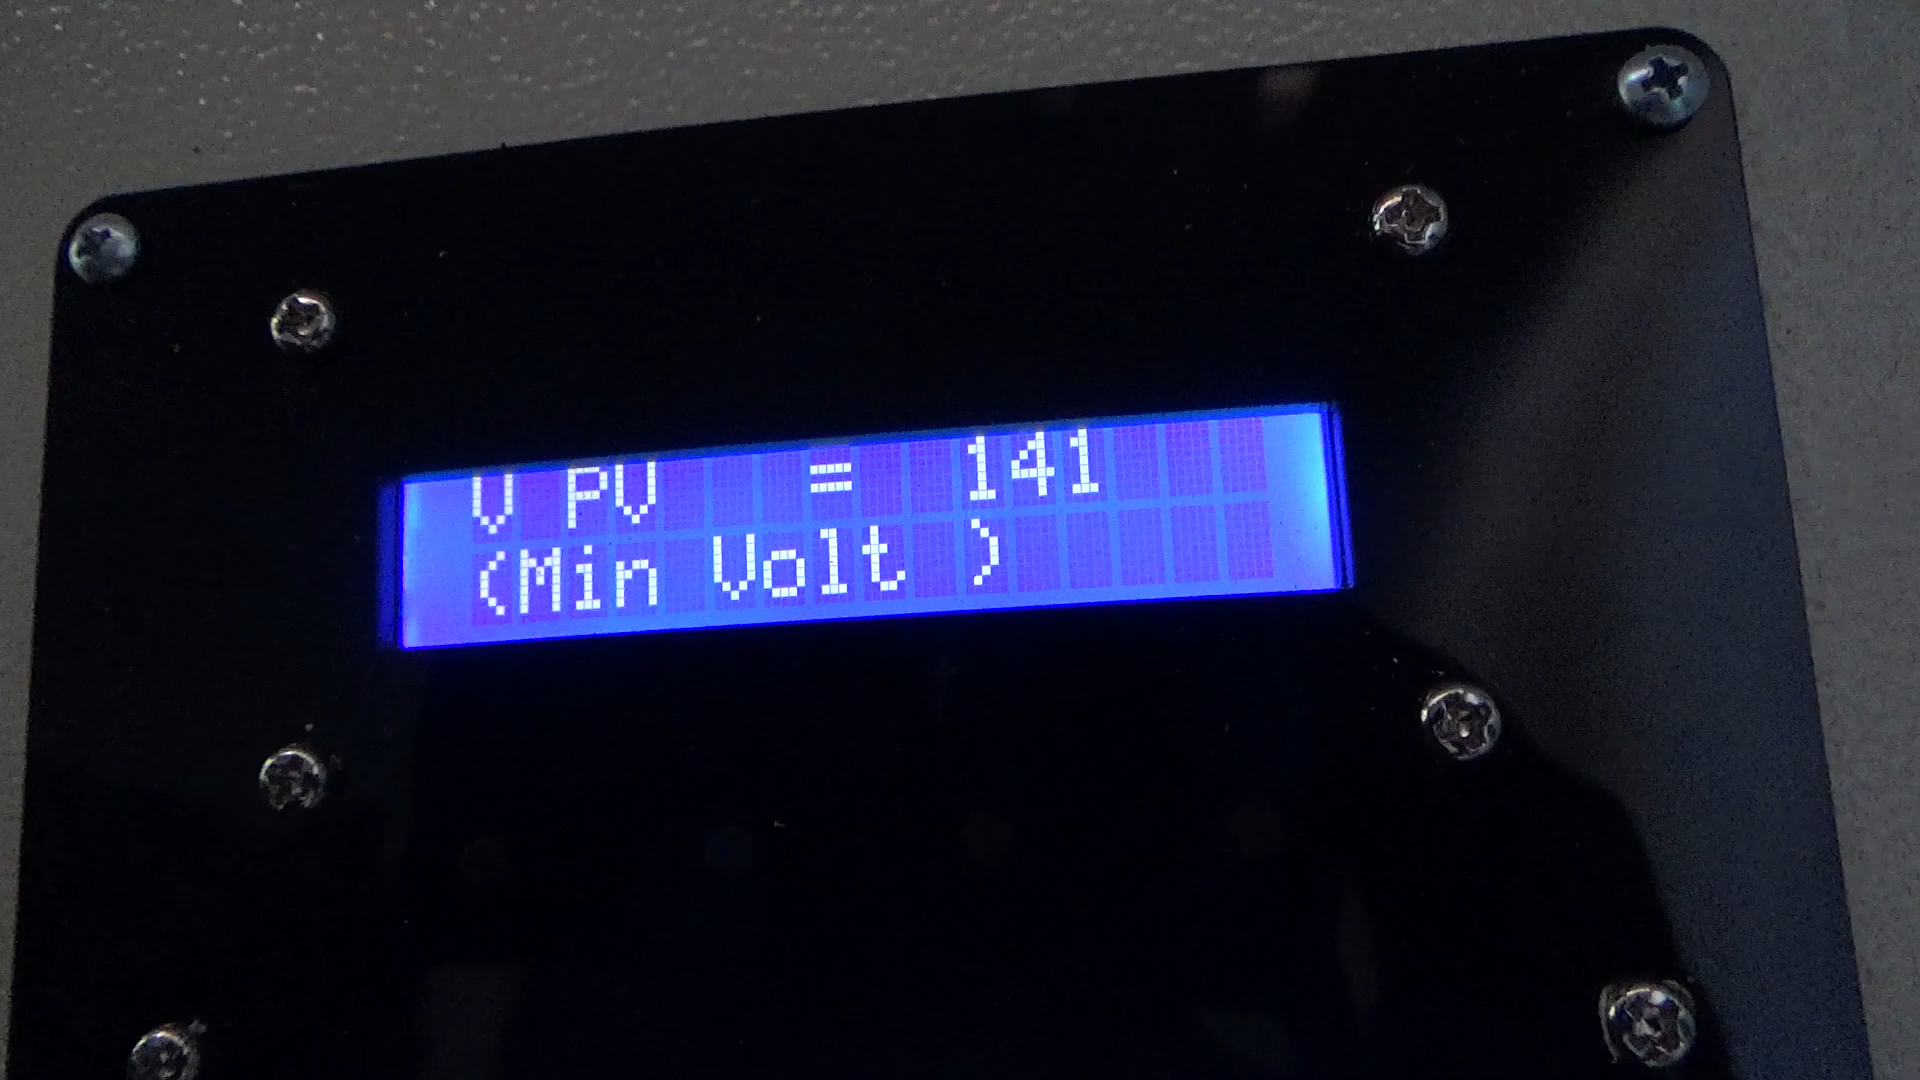 V PV = 141
(Min Volt )